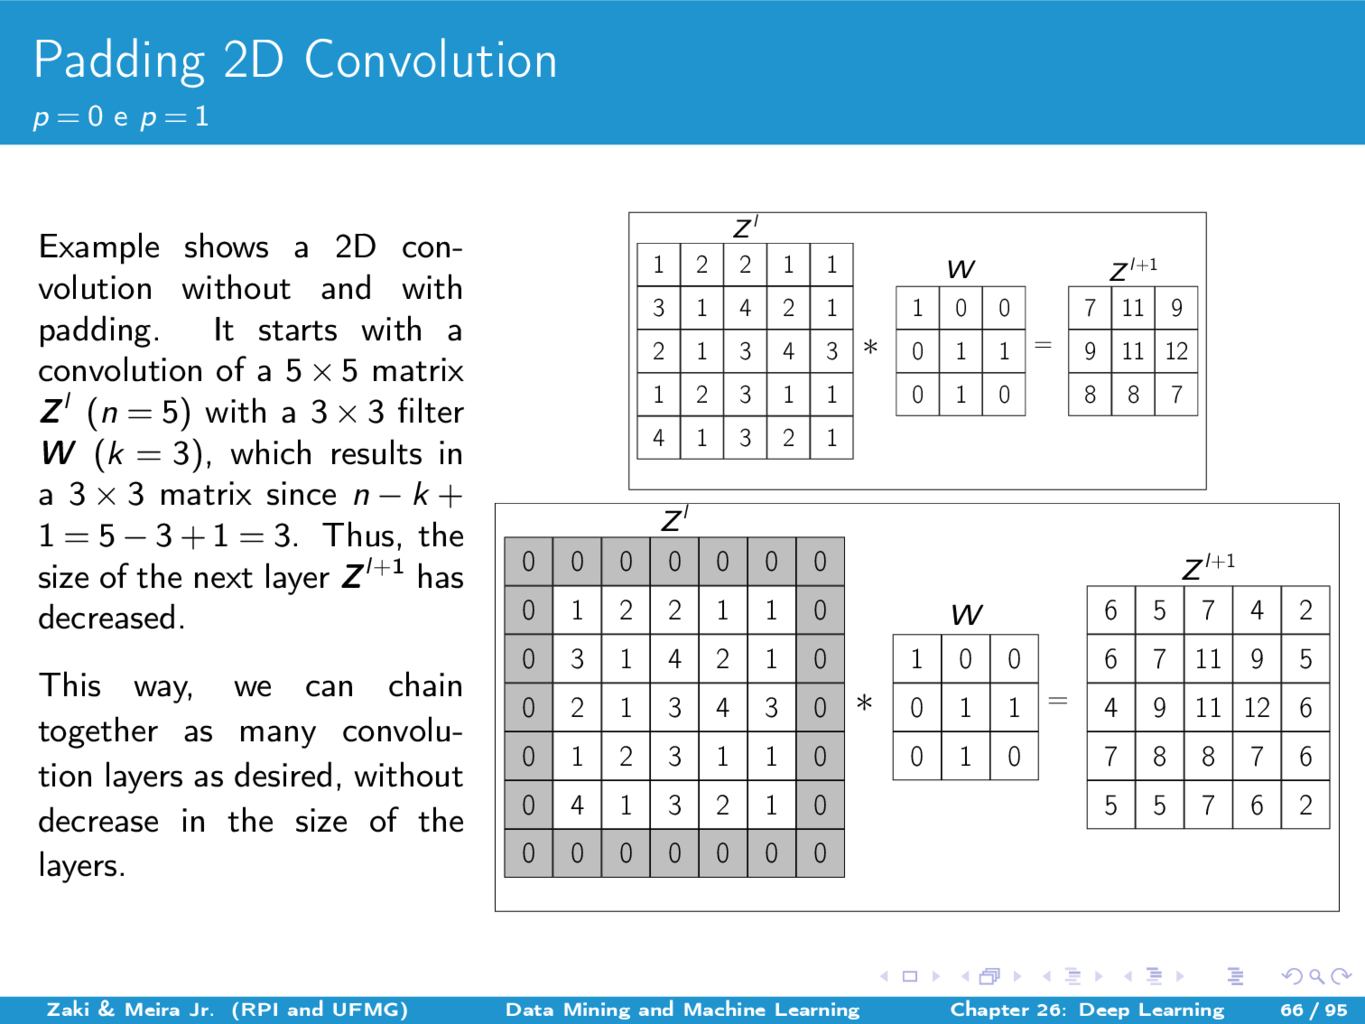 Padding 2D Convolution
p = 0 e p = 1
Example shows a 2D con-
volution without and with
padding. It starts with a
convolution of a 5 × 5 matrix
Z^l (n = 5) with a 3 × 3 filter
W (k = 3), which results in
a 3 × 3 matrix since n − k +
1 = 5 − 3 + 1 = 3. Thus, the
size of the next layer Z^{l+1} has
decreased.
This way, we can chain
together as many convolu-
tion layers as desired, without
decrease in the size of the
layers.
Z^l
1 2 2 1 1
3 1 4 2 1
2 1 3 4 3
1 2 3 1 1
4 1 3 2 1
*
W
1 0 0
0 1 1
0 1 0
=
Z^{l+1}
7 11 9
9 11 12
8 8 7
Z^l
0 0 0 0 0 0 0
0 1 2 2 1 1 0
0 3 1 4 2 1 0
0 2 1 3 4 3 0
0 1 2 3 1 1 0
0 4 1 3 2 1 0
0 0 0 0 0 0 0
*
W
1 0 0
0 1 1
0 1 0
=
Z^{l+1}
6 5 7 4 2
6 7 11 9 5
4 9 11 12 6
7 8 8 7 6
5 5 7 6 2
Zaki & Meira Jr. (RPI and UFMG) Data Mining and Machine Learning Chapter 26: Deep Learning 66 / 95